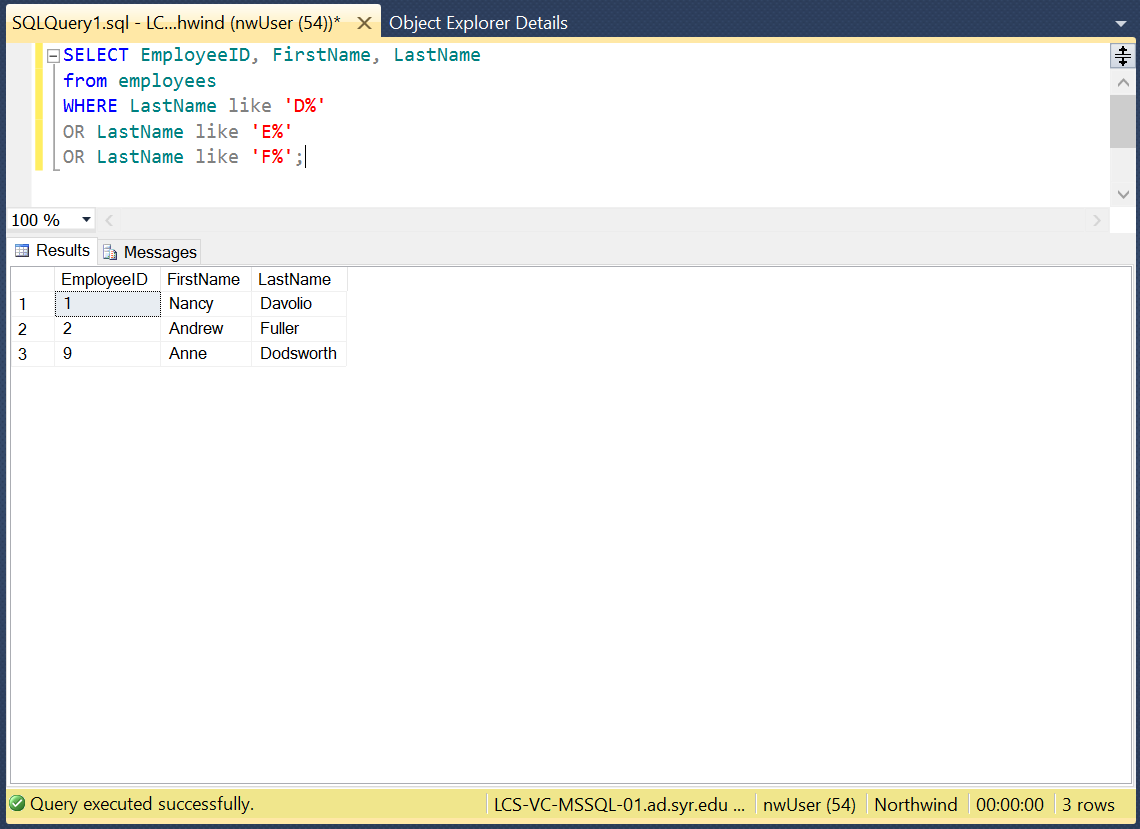 SQLQuery1.sql - LC...hwind (nwUser (54))* Object Explorer Details
SELECT EmployeeID, FirstName, LastName
from employees
WHERE LastName like 'D%'
OR LastName like 'E%'
OR LastName like 'F%';
100 %
Results Messages
EmployeeID FirstName LastName
1 1 Nancy Davolio
2 2 Andrew Fuller
3 9 Anne Dodsworth
Query executed successfully. LCS-VC-MSSQL-01.ad.syr.edu ... nwUser (54) Northwind 00:00:00 3 rows